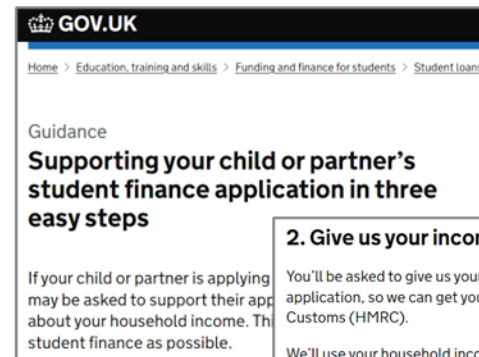 GOV.UK
Home > Education, training and skills > Funding and finance for students > Student loans
Guidance
Supporting your child or partner's
student finance application in three
easy steps
If your child or partner is applying
may be asked to support their app
about your household income. Thi
student finance as possible.
2. Give us your incor
You'll be asked to give us your
application, so we can get you
Customs (HMRC).
We'll use your household inco